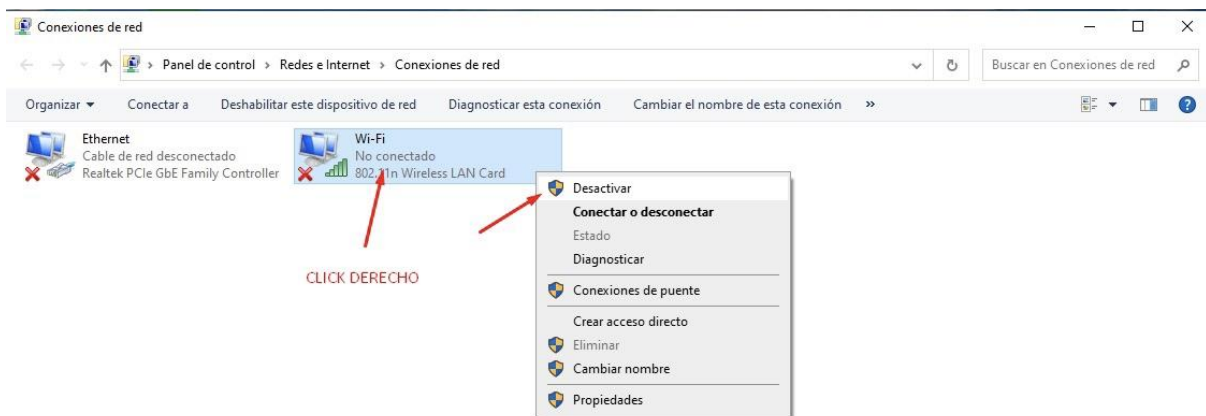 Conexiones de red
Panel de control > Redes e Internet > Conexiones de red
Buscar en Conexiones de red
Organizar Conectar a Deshabilitar este dispositivo de red Diagnosticar esta conexión Cambiar el nombre de esta conexión »
Ethernet
Cable de red desconectado
Realtek PCIe GbE Family Controller
Wi-Fi
No conectado
802.11n Wireless LAN Card
CLICK DERECHO
Desactivar
Conectar o desconectar
Estado
Diagnosticar
Conexiones de puente
Crear acceso directo
Eliminar
Cambiar nombre
Propiedades